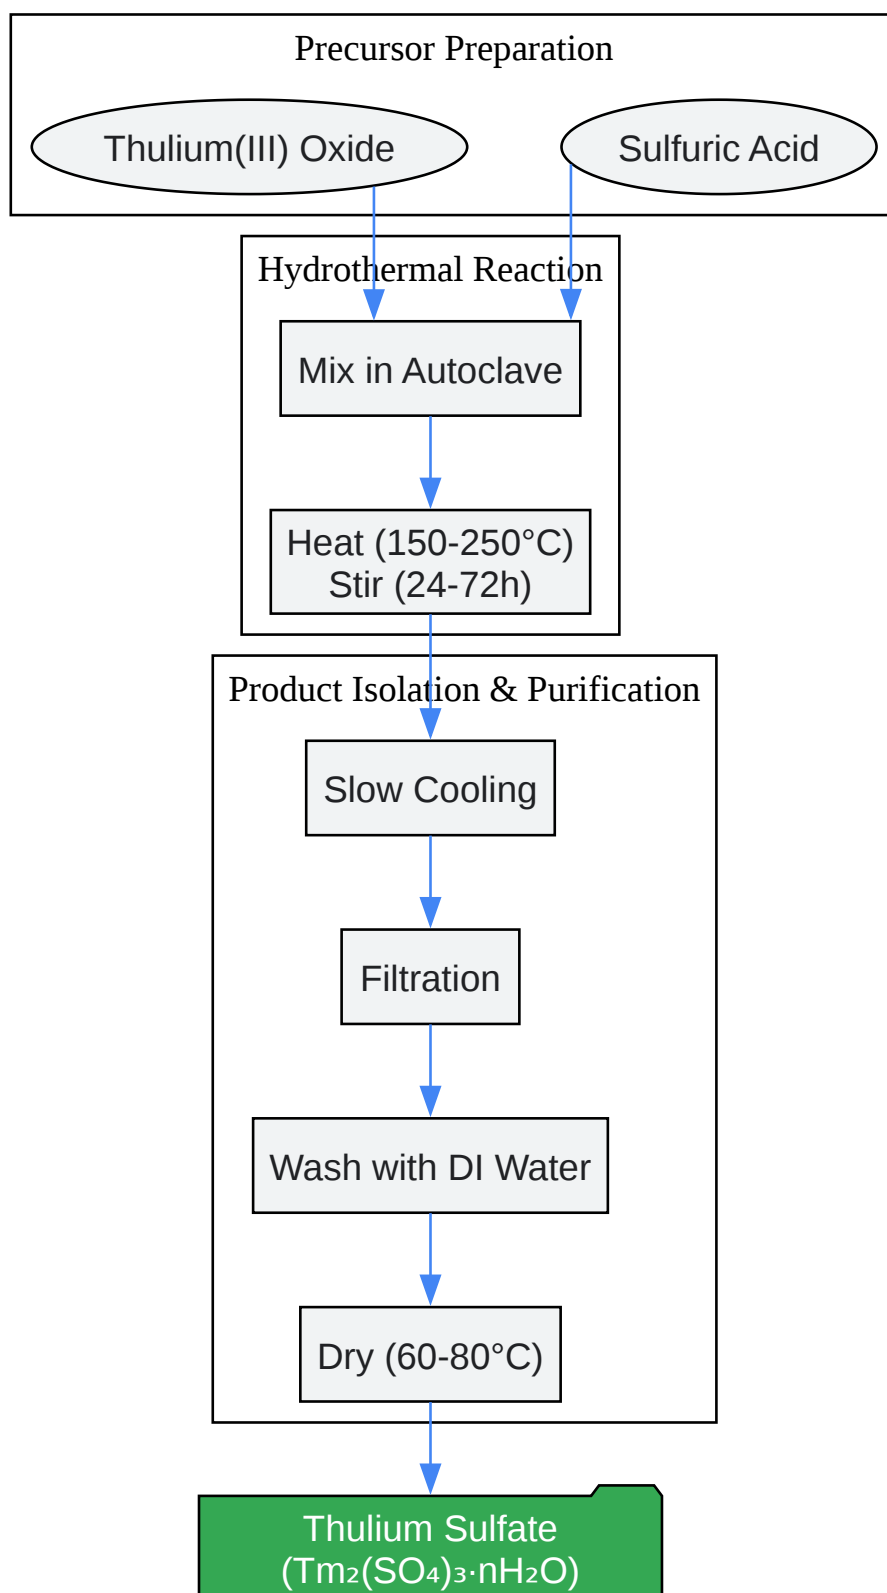 Precursor Preparation
Thulium(III) Oxide
Sulfuric Acid
Hydrothermal Reaction
Mix in Autoclave
Heat (150-250°C)
Stir (24-72h)
Product Isolation & Purification
Slow Cooling
Filtration
Wash with DI Water
Dry (60-80°C)
Thulium Sulfate
(Tm₂(SO₄)₃·nH₂O)